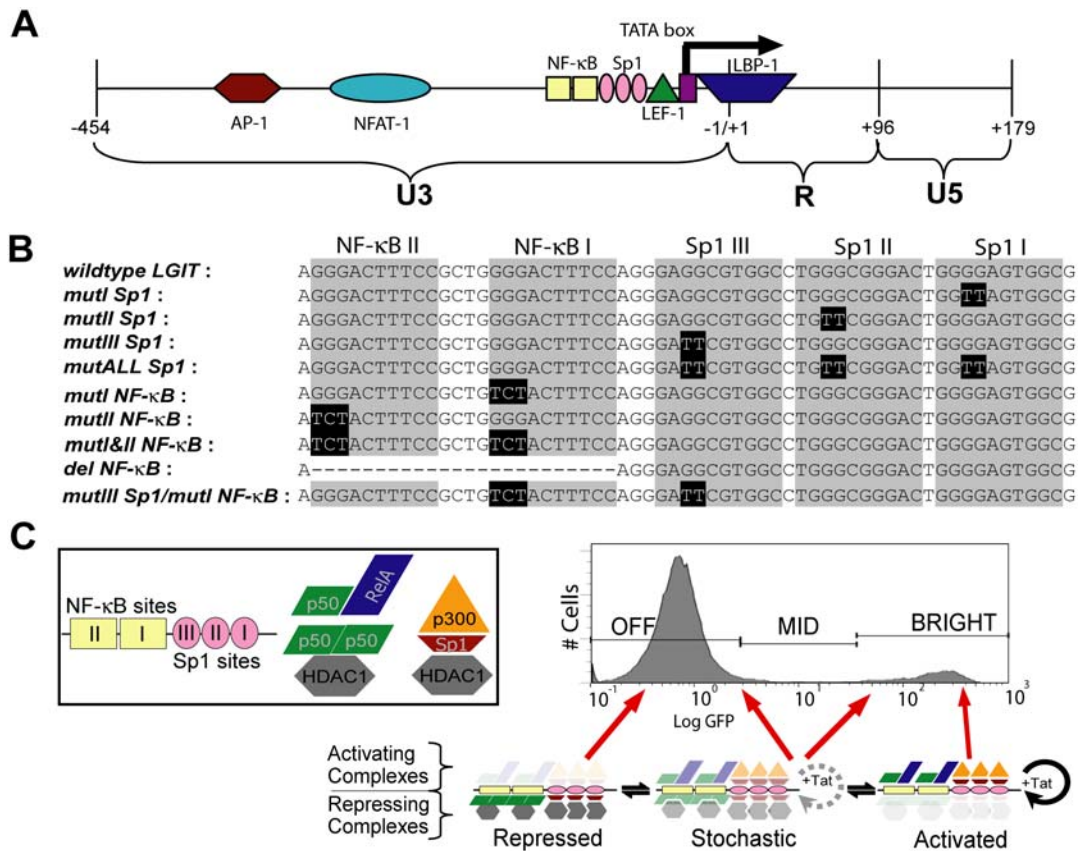 A
TATA box
NF-κB
Sp1
LBP-1
AP-1
NFAT-1
LEF-1
-454
-1/+1
+96
+179
U3
R
U5
B
NF-κB II NF-κB I Sp1 III Sp1 II Sp1 I
wildtype LGIT : AGGGACTTTCCGCTGGGGACTTTCCAGGGAGGCGTGGCCTGGGCGGGACTGGGGAGTGGCG
mutI Sp1 : AGGGACTTTCCGCTGGGGACTTTCCAGGGAGGCGTGGCCTGGGCGGGACTGGTTAGTGGCG
mutII Sp1 : AGGGACTTTCCGCTGGGGACTTTCCAGGGAGGCGTGGCCTGTTCGGGACTGGGGAGTGGCG
mutIII Sp1 : AGGGACTTTCCGCTGGGGACTTTCCAGGGATTCGTGGCCTGGGCGGGACTGGGGAGTGGCG
mutALL Sp1 : AGGGACTTTCCGCTGGGGACTTTCCAGGGATTCGTGGCCTGTTCGGGACTGGTTAGTGGCG
mutI NF-κB : AGGGACTTTCCGCTGTCTACTTTCCAGGGAGGCGTGGCCTGGGCGGGACTGGGGAGTGGCG
mutII NF-κB : ATCTACTTTCCGCTGGGGACTTTCCAGGGAGGCGTGGCCTGGGCGGGACTGGGGAGTGGCG
mutI&II NF-κB : ATCTACTTTCCGCTGTCTACTTTCCAGGGAGGCGTGGCCTGGGCGGGACTGGGGAGTGGCG
del NF-κB : A------------------------AGGGAGGCGTGGCCTGGGCGGGACTGGGGAGTGGCG
mutIII Sp1/mutI NF-κB : AGGGACTTTCCGCTGTCTACTTTCCAGGGATTCGTGGCCTGGGCGGGACTGGGGAGTGGCG
C
NF-κB sites
II I III II I
Sp1 sites
p50 RelA
p50 p50
HDAC1
p300
Sp1
HDAC1
# Cells
OFF MID BRIGHT
10-1 100 101 102 3
Log GFP
Activating
Complexes
Repressing
Complexes
+Tat
+Tat
Repressed Stochastic Activated